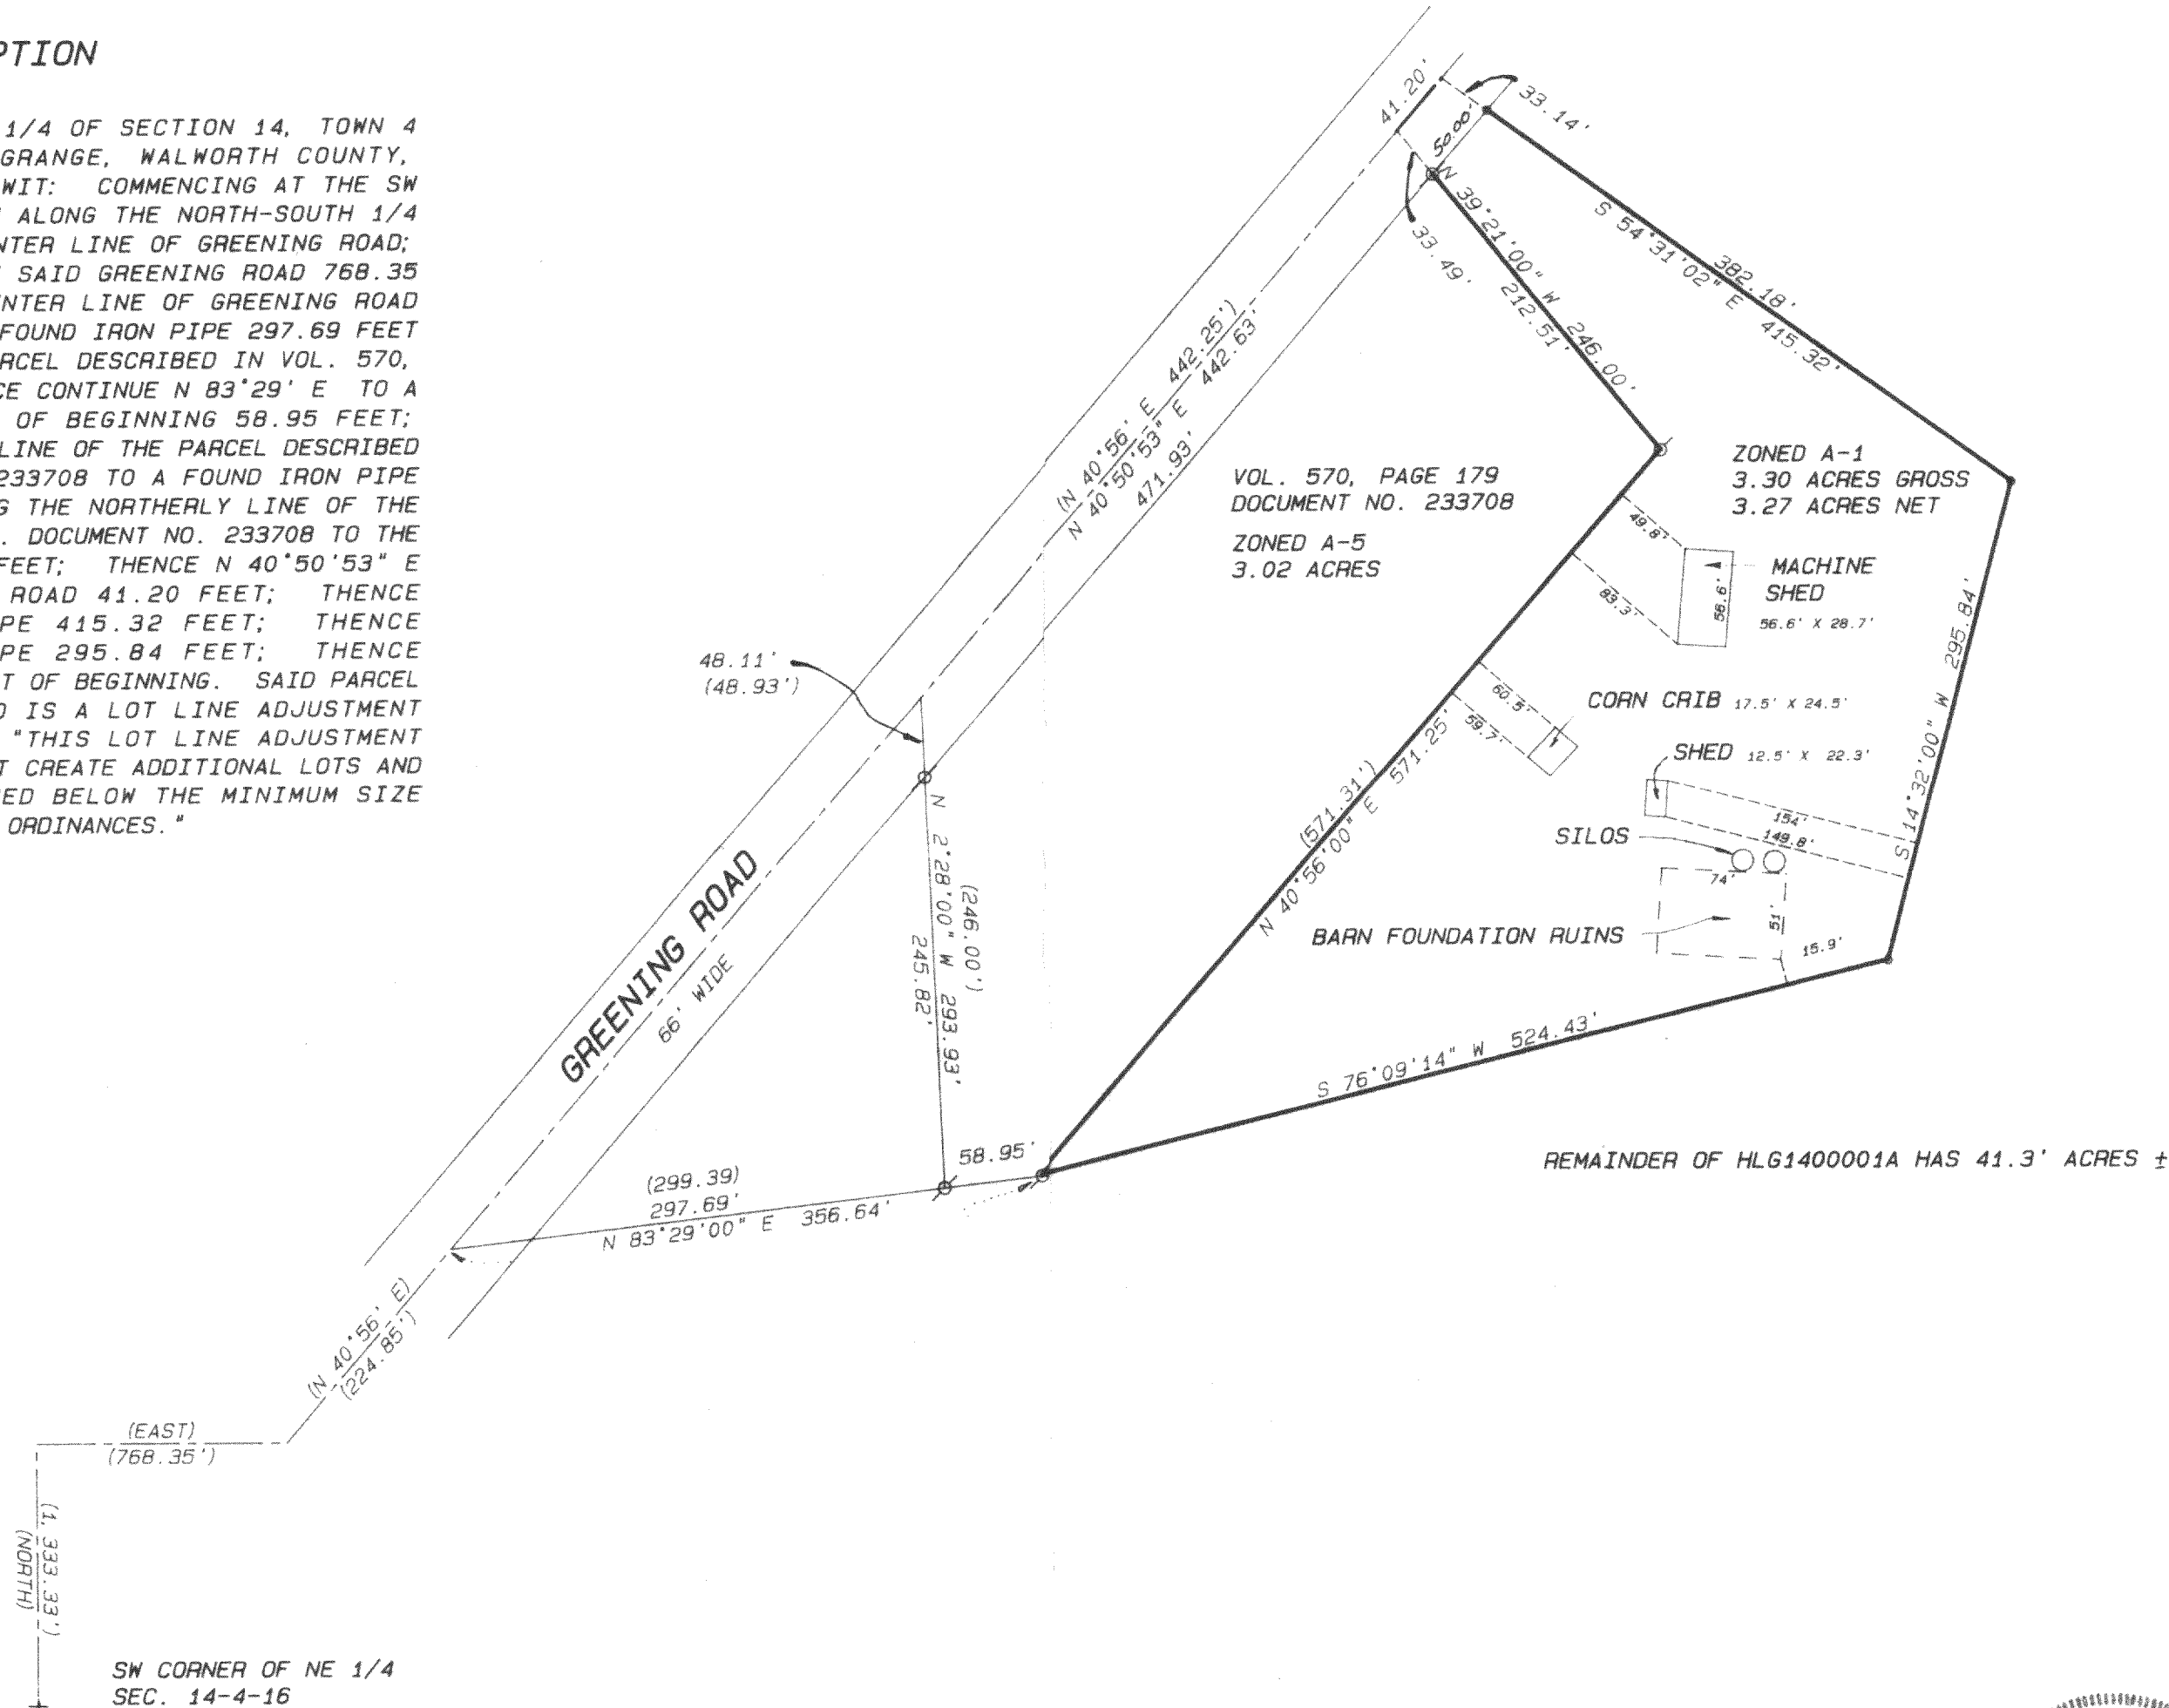 PTION
1/4 OF SECTION 14, TOWN 4
GRANGE, WALWORTH COUNTY,
WIT: COMMENCING AT THE SW
ALONG THE NORTH-SOUTH 1/4
NTER LINE OF GREENING ROAD;
SAID GREENING ROAD 768.35
NTER LINE OF GREENING ROAD
FOUND IRON PIPE 297.69 FEET
RCEL DESCRIBED IN VOL. 570,
CE CONTINUE N 83°29' E TO A
OF BEGINNING 58.95 FEET;
LINE OF THE PARCEL DESCRIBED
233708 TO A FOUND IRON PIPE
G THE NORTHERLY LINE OF THE
. DOCUMENT NO. 233708 TO THE
FEET; THENCE N 40°50'53" E
ROAD 41.20 FEET; THENCE
PE 415.32 FEET; THENCE
PE 295.84 FEET; THENCE
T OF BEGINNING. SAID PARCEL
D IS A LOT LINE ADJUSTMENT
"THIS LOT LINE ADJUSTMENT
T CREATE ADDITIONAL LOTS AND
ED BELOW THE MINIMUM SIZE
ORDINANCES."
41.20'
50.00'
33.14'
33.49'
N 39°21'00" W 246.00'
212.51'
382.18'
S 54°31'02" E 415.32'
(N 40°56' E 442.25')
N 40°50'53" E 442.63'
471.93'
VOL. 570, PAGE 179
DOCUMENT NO. 233708
ZONED A-5
3.02 ACRES
ZONED A-1
3.30 ACRES GROSS
3.27 ACRES NET
49.8'
83.3'
56.6'
MACHINE
SHED
56.6' X 28.7'
60.5'
59.7'
CORN CRIB 17.5' X 24.5'
SHED 12.5' X 22.3'
154'
149.8'
SILOS
74'
51'
BARN FOUNDATION RUINS
15.9'
S 14°32'00" W 295.84'
48.11'
(48.93')
GREENING ROAD
66' WIDE
(246.00')
N 2°28'00" W 293.93'
245.82'
(571.31')
N 40°56'00" E 571.25'
S 76°09'14" W 524.43'
58.95'
(299.39)
297.69'
N 83°29'00" E 356.64'
REMAINDER OF HLG1400001A HAS 41.3' ACRES ±
(N 40°56' E)
(224.85')
(EAST)
(768.35')
(1,333.33')
(NORTH)
SW CORNER OF NE 1/4
SEC. 14-4-16